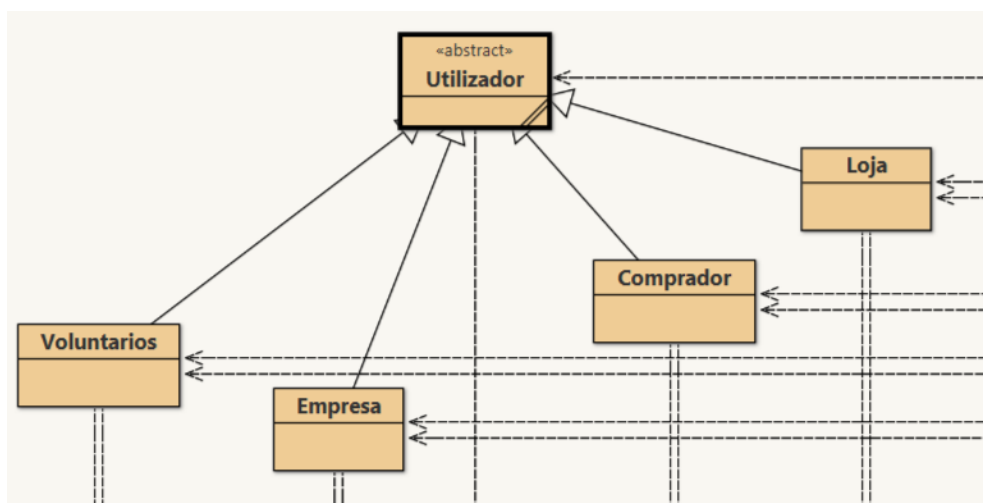 «abstract»
Utilizador
Loja
Comprador
Voluntarios
Empresa